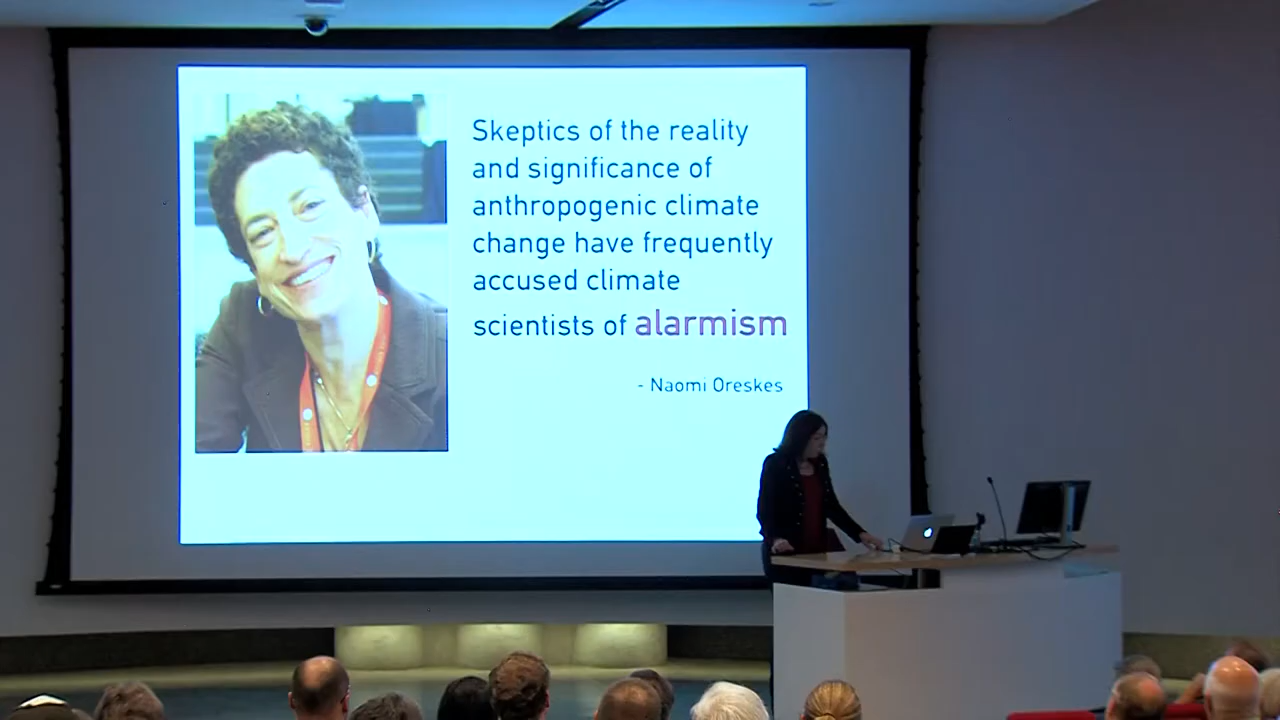 Skeptics of the reality
and significance of
anthropogenic climate
change have frequently
accused climate
scientists of alarmism
- Naomi Oreskes